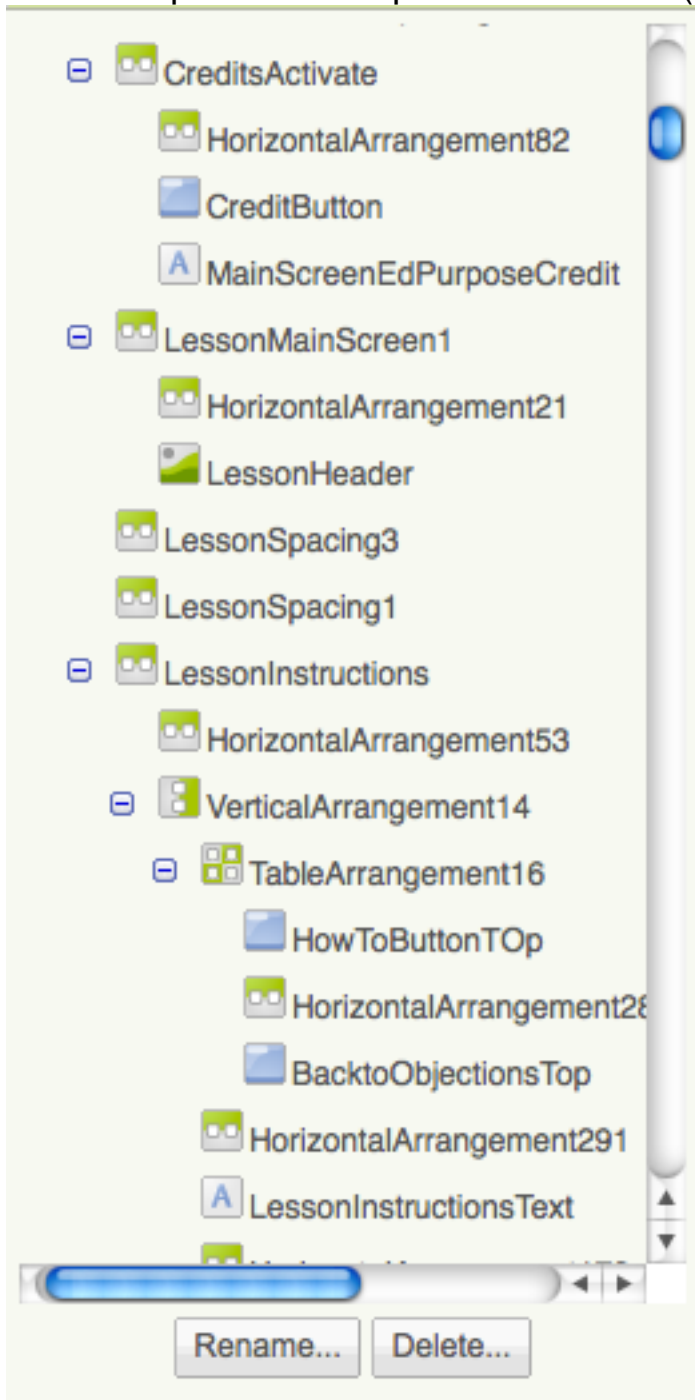 CreditsActivate
HorizontalArrangement82
CreditButton
A MainScreenEdPurposeCredit
LessonMainScreen1
HorizontalArrangement21
LessonHeader
LessonSpacing3
LessonSpacing1
LessonInstructions
HorizontalArrangement53
VerticalArrangement14
TableArrangement16
HowToButtonTOp
HorizontalArrangement28
BacktoObjectionsTop
HorizontalArrangement291
A LessonInstructionsText
Rename... Delete...